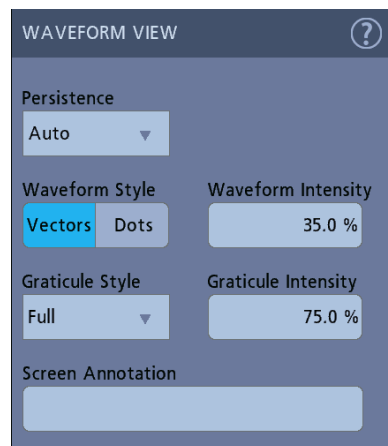 WAVEFORM VIEW ?
Persistence
Auto
Waveform Style Waveform Intensity
Vectors Dots 35.0 %
Graticule Style Graticule Intensity
Full 75.0 %
Screen Annotation